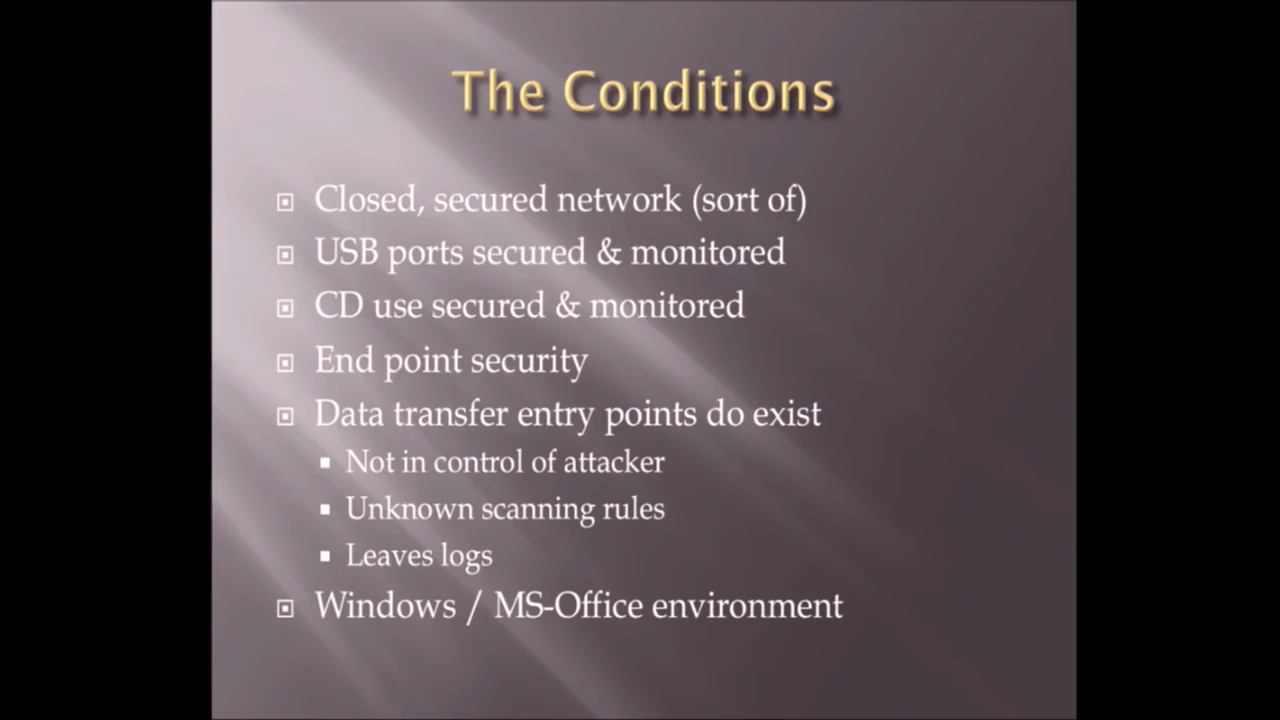 The Conditions
Closed, secured network (sort of)
USB ports secured & monitored
CD use secured & monitored
End point security
Data transfer entry points do exist
Not in control of attacker
Unknown scanning rules
Leaves logs
Windows / MS-Office environment